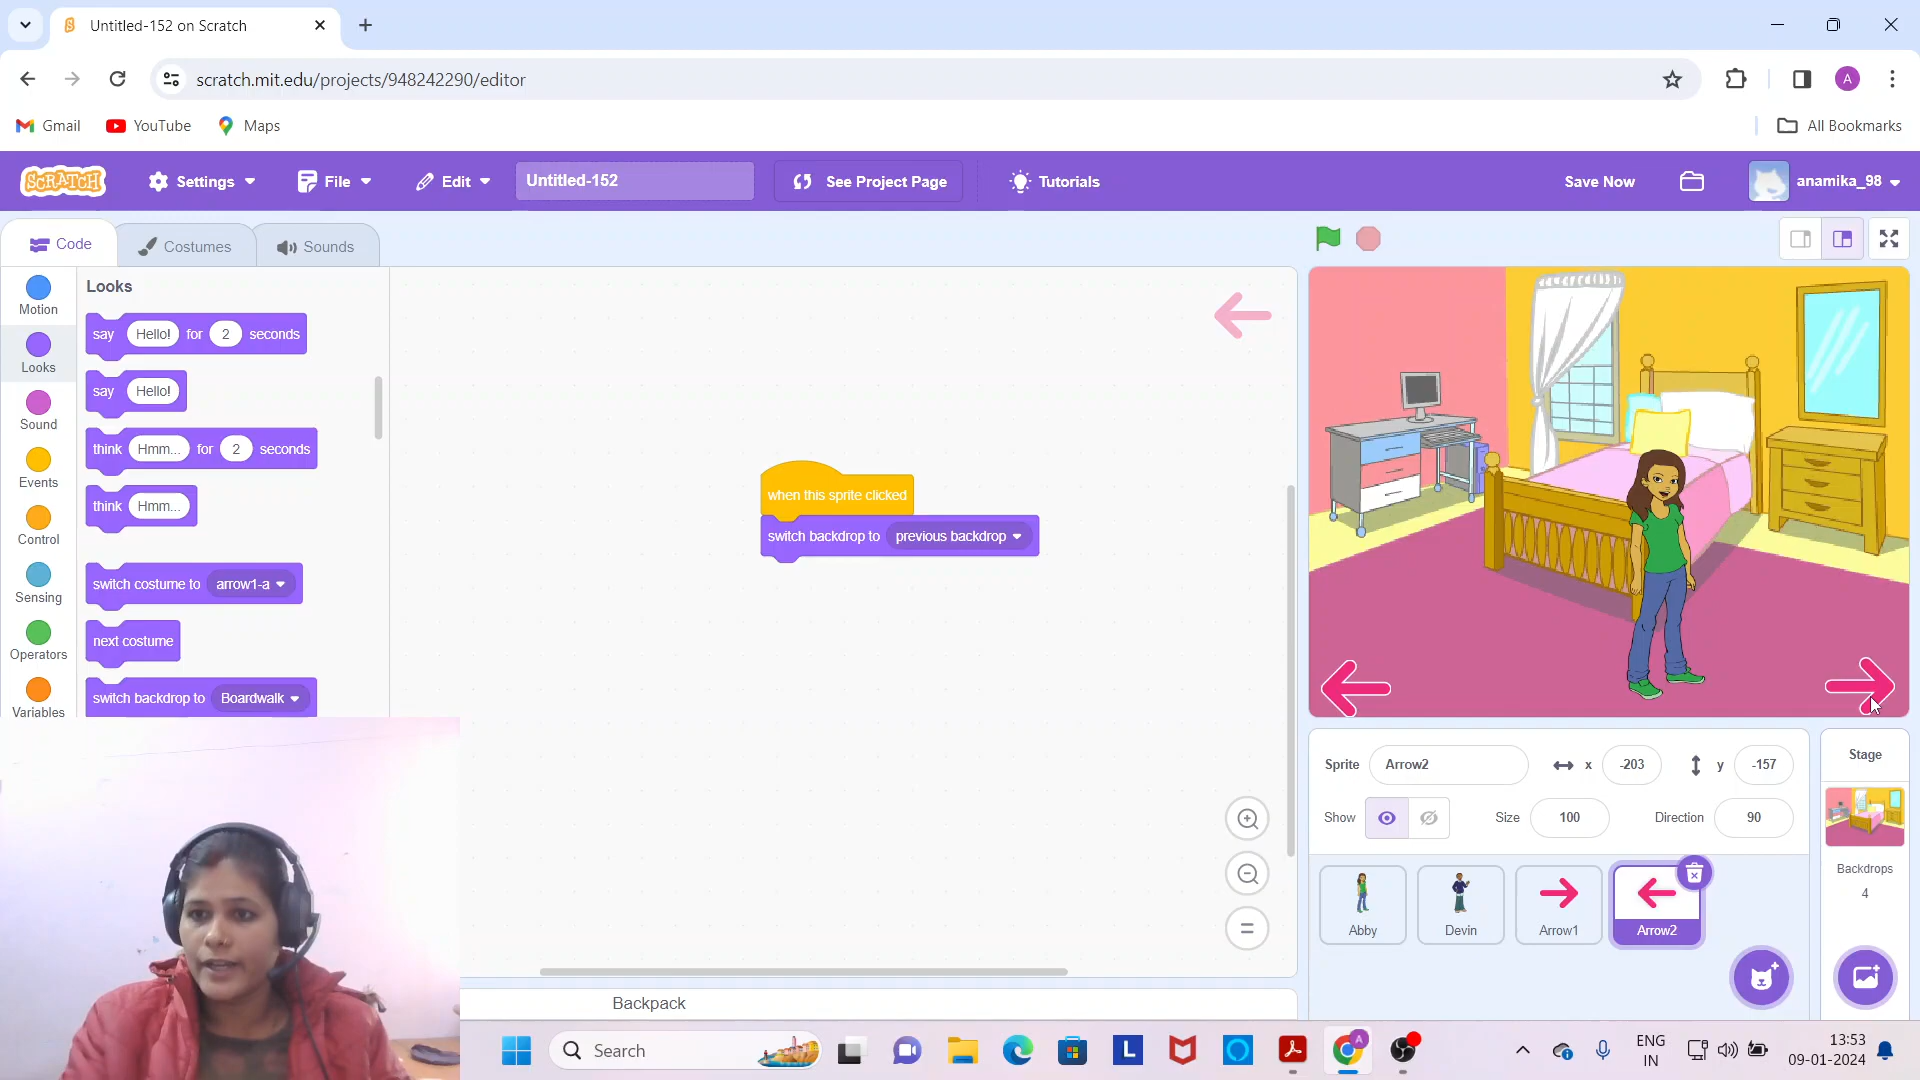 Untitled-152 on Scratch
scratch.mit.edu/projects/948242290/editor
Gmail YouTube Maps All Bookmarks
SCRATCH Settings File Edit Untitled-152 See Project Page Tutorials Save Now anamika_98
Code Costumes Sounds
Motion
Looks
Sound
Events
Control
Sensing
Operators
Variables
Looks
say Hello! for 2 seconds
say Hello!
think Hmm... for 2 seconds
think Hmm...
switch costume to arrow1-a
next costume
switch backdrop to Boardwalk
when this sprite clicked
switch backdrop to previous backdrop
Sprite Arrow2 x -203 y -157
Show Size 100 Direction 90
Abby Devin Arrow1 Arrow2
Stage
Backdrops
4
Backpack
Search
L
A
ENG
IN
13:53
09-01-2024